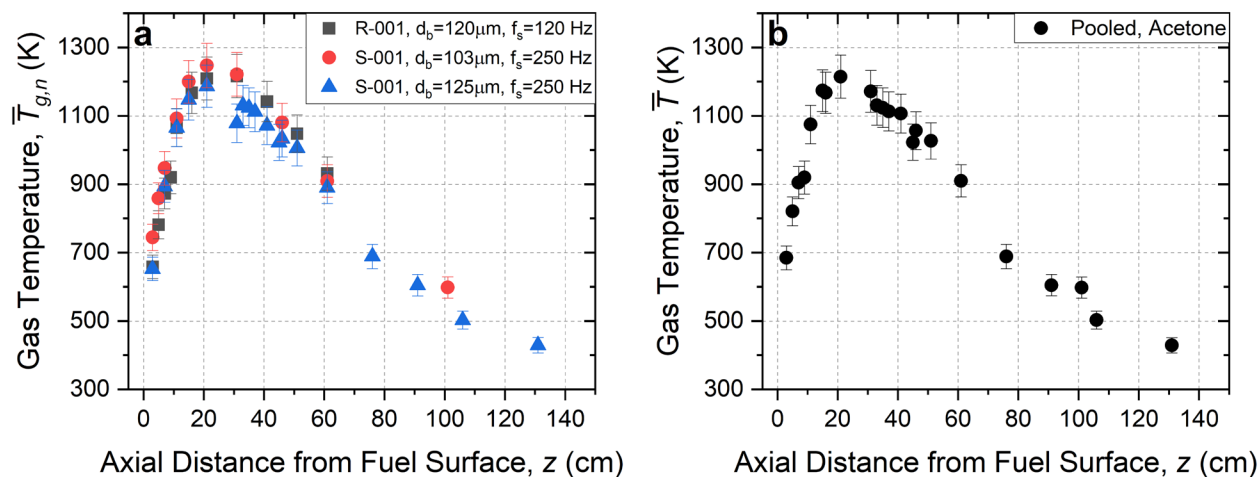 a
R-001, d_b=120μm, f_s=120 Hz
S-001, d_b=103μm, f_s=250 Hz
S-001, d_b=125μm, f_s=250 Hz
Gas Temperature, T̅_g,n (K)
1300
1100
900
700
500
300
0 20 40 60 80 100 120 140
Axial Distance from Fuel Surface, z (cm)
b
Pooled, Acetone
Gas Temperature, T̅ (K)
1300
1100
900
700
500
300
0 20 40 60 80 100 120 140
Axial Distance from Fuel Surface, z (cm)